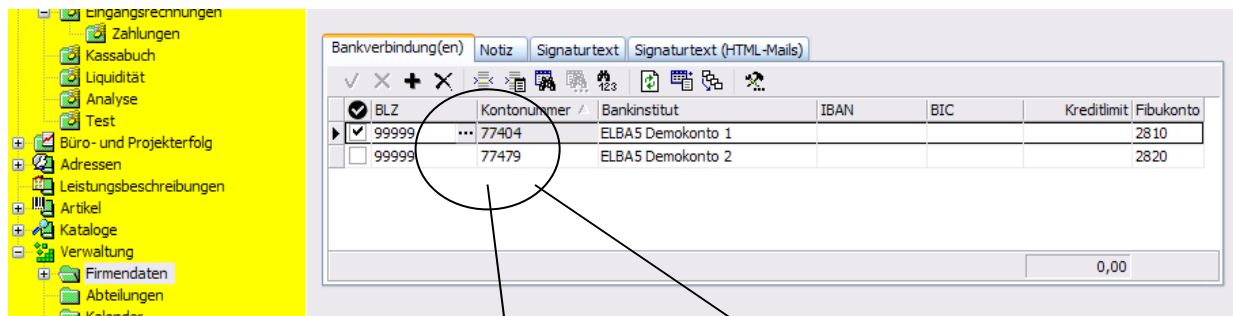 Eingangsrechnungen
Zahlungen
Kassabuch
Liquidität
Analyse
Test
Büro- und Projekterfolg
Adressen
Leistungsbeschreibungen
Artikel
Kataloge
Verwaltung
Firmendaten
Abteilungen
Kalender
Bankverbindung(en) Notiz Signaturtext Signaturtext (HTML-Mails)
123
BLZ Kontonummer Bankinstitut IBAN BIC Kreditlimit Fibukonto
99999 ... 77404 ELBA5 Demokonto 1 2810
99999 77479 ELBA5 Demokonto 2 2820
0,00